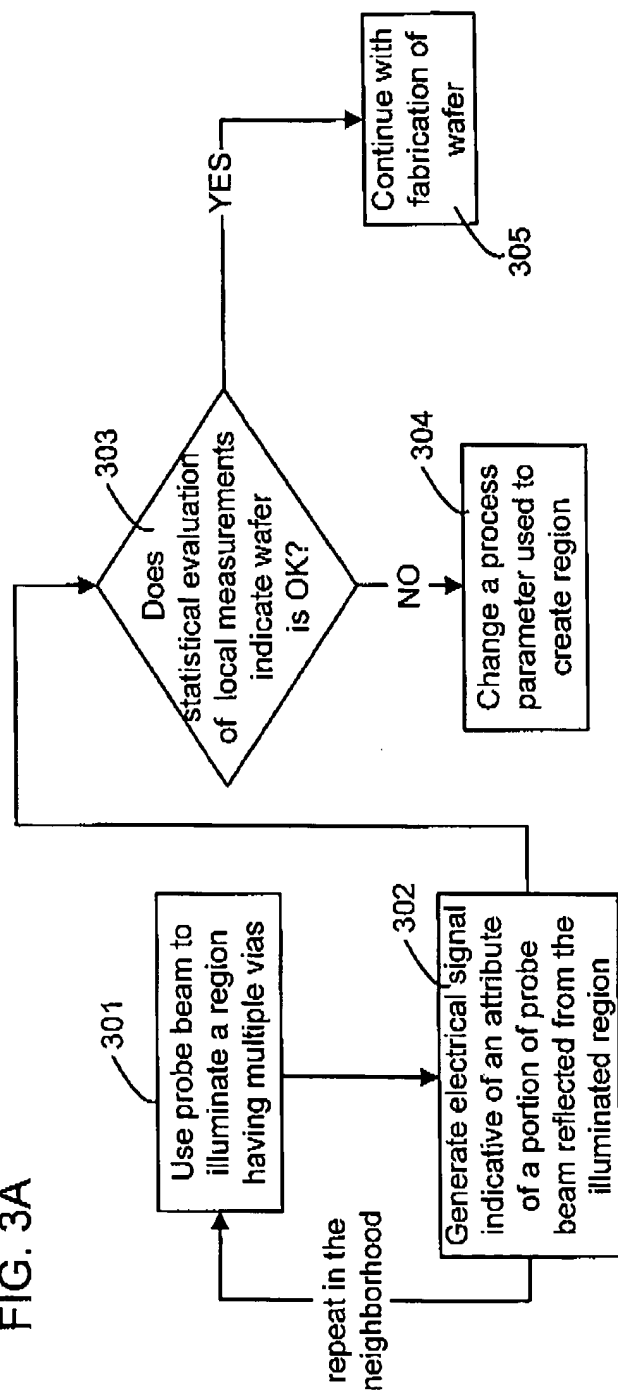 FIG. 3A
301
Use probe beam to
illuminate a region
having multiple vias
repeat in the
neighborhood
302
Generate electrical signal
indicative of an attribute
of a portion of probe
beam reflected from the
illuminated region
303
Does
statistical evaluation
of local measurements
indicate wafer
is OK?
NO
YES
304
Change a process
parameter used to
create region
Continue with
fabrication of
wafer
305